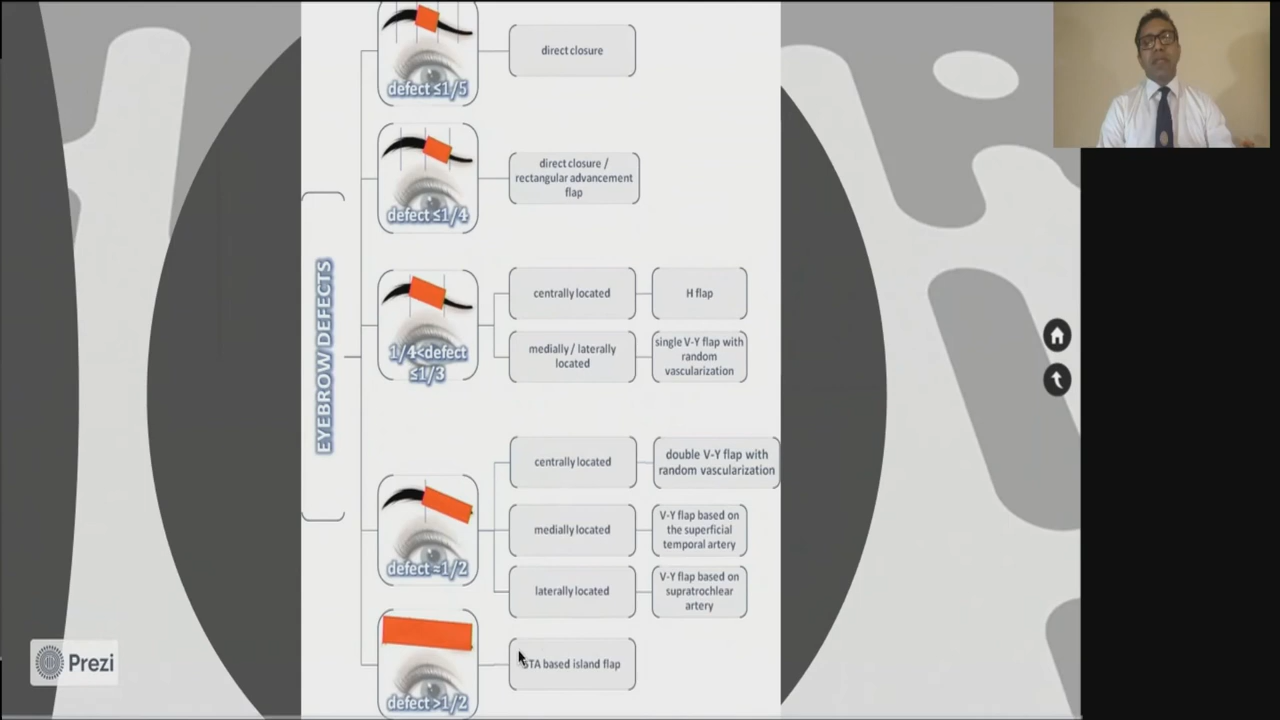 defect ≤1/5
direct closure
defect ≤1/4
direct closure /
rectangular advancement
flap
EYEBROW DEFECTS
1/4<defect
≤1/3
centrally located
H flap
medially / laterally
located
single V-Y flap with
random
vascularization
defect =1/2
centrally located
double V-Y flap with
random vascularization
medially located
V-Y flap based on
the superficial
temporal artery
laterally located
V-Y flap based on
supratrochlear
artery
defect >1/2
STA based island flap
Prezi